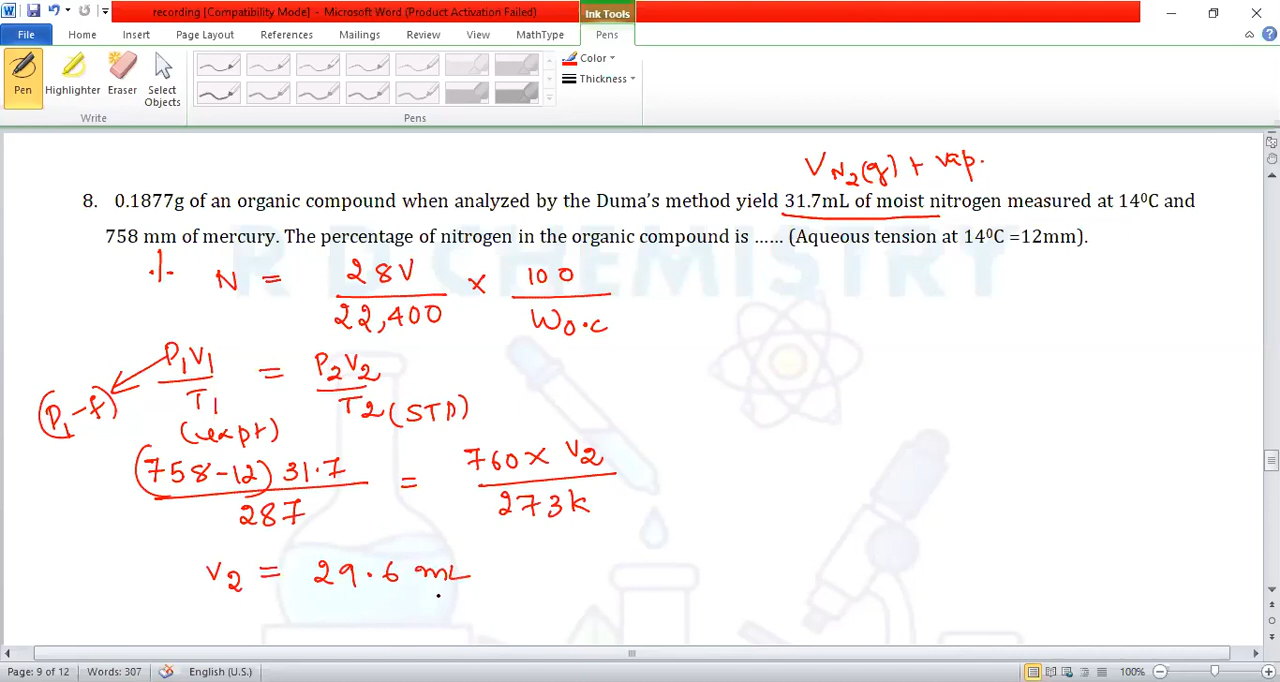 recording [Compatibility Mode] - Microsoft Word (Product Activation Failed)
Ink Tools
File Home Insert Page Layout References Mailings Review View MathType Pens
Pen Highlighter Eraser Select Objects
Color
Thickness
Write Pens
V N2(g) + vap.
8. 0.1877g of an organic compound when analyzed by the Duma's method yield 31.7mL of moist nitrogen measured at 14⁰C and
758 mm of mercury. The percentage of nitrogen in the organic compound is ...... (Aqueous tension at 14⁰C =12mm).
R D CHEMISTRY
% N = 28V/22,400 × 100/W0.c
P1V1/T1 = P2V2/T2 (STP)
(P1-f)
(expt)
(758-12) 31.7/287 = 760 × V2/273k
V2 = 29.6 mL
Page: 9 of 12 Words: 307 English (U.S.) 100%